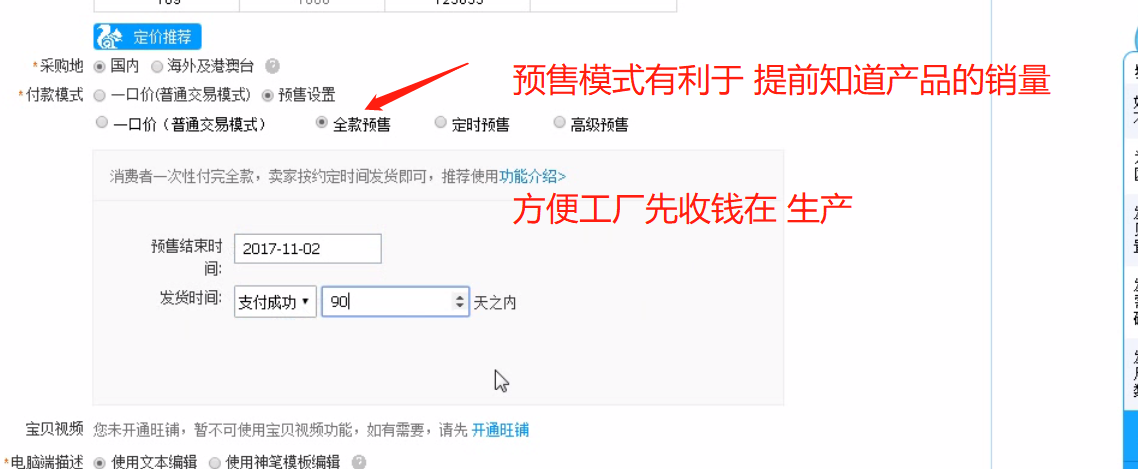 定价推荐
*采购地 国内 海外及港澳台
预售模式有利于 提前知道产品的销量
*付款模式 一口价(普通交易模式) 预售设置
一口价（普通交易模式） 全款预售 定时预售 高级预售
消费者一次性付完全款，卖家按约定时间发货即可，推荐使用功能介绍>
方便工厂先收钱在 生产
预售结束时
间:
2017-11-02
发货时间: 支付成功 90 天之内
宝贝视频 您未开通旺铺，暂不可使用宝贝视频功能，如有需要，请先 开通旺铺
*电脑端描述 使用文本编辑 使用神笔模板编辑